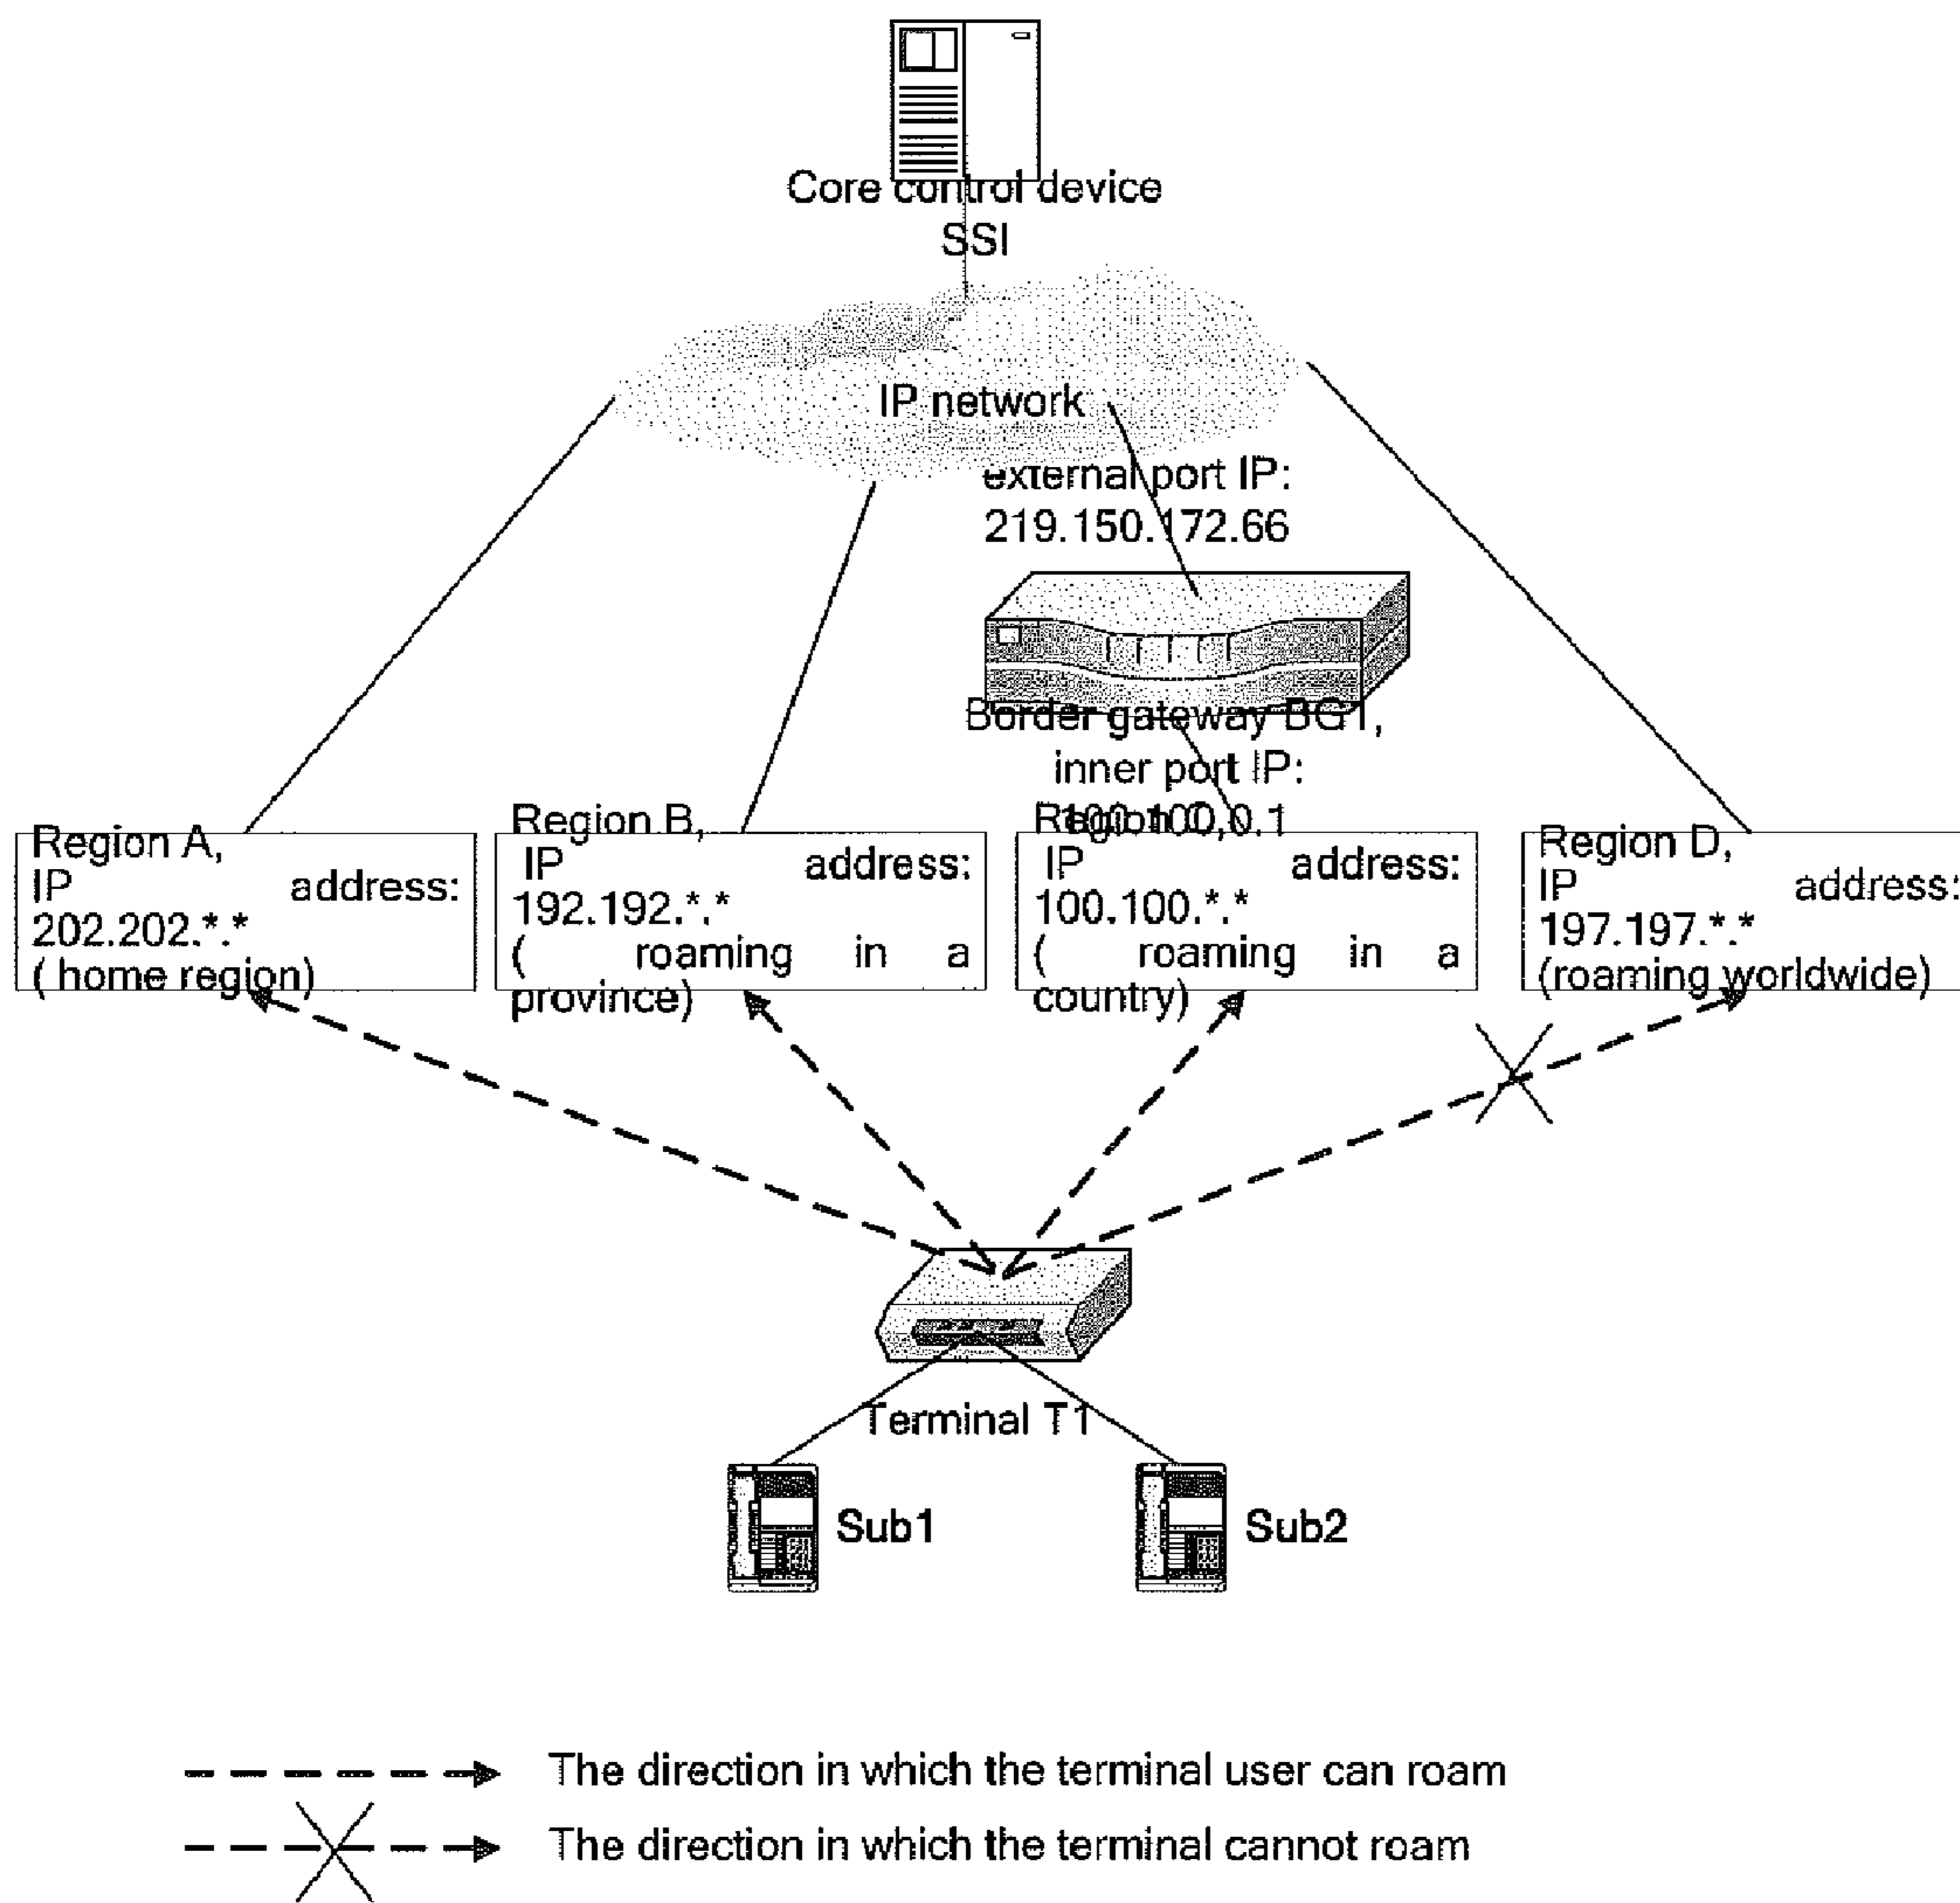 Core control device
SSI
IP network
external port IP:
219.150.172.66
Border gateway BG1,
inner port IP:
100.100.0.1
Region A,
IP address:
202.202.*.*
( home region)
Region B,
IP address:
192.192.*.*
( roaming in a
province)
Region C,
IP address:
100.100.*.*
( roaming in a
country)
Region D,
IP address:
197.197.*.*
(roaming worldwide)
Terminal T1
Sub1
Sub2
The direction in which the terminal user can roam
The direction in which the terminal cannot roam